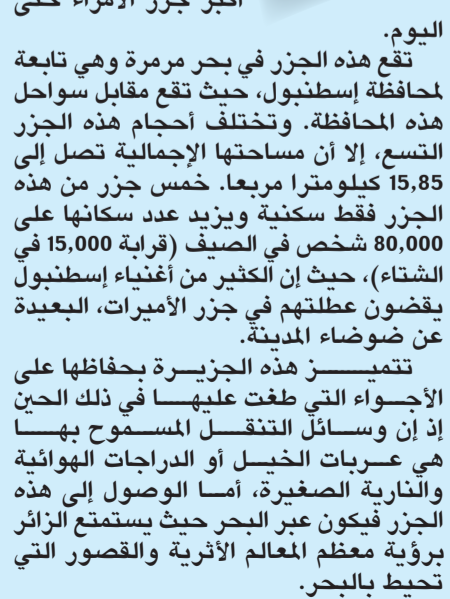 أكبر جزر الأمراء حتى
اليوم.
تقع هذه الجزر في بحر مرمرة وهي تابعة
لمحافظة إسطنبول، حيث تقع مقابل سواحل
هذه المحافظة. وتختلف أحجام هذه الجزر
التسع، إلا أن مساحتها الإجمالية تصل إلى
15,85 كيلومترا مربعا. خمس جزر من هذه
الجزر فقط سكنية ويزيد عدد سكانها على
80,000 شخص في الصيف (قرابة 15,000 في
الشتاء)، حيث إن الكثير من أغنياء إسطنبول
يقضون عطلتهم في جزر الأميرات، البعيدة
عن ضوضاء المدينة.
تتميز هذه الجزيرة بحفاظها على
الأجواء التي طغت عليها في ذلك الحين
إذ إن وسائل التنقل المسموح بها
هي عربات الخيل أو الدراجات الهوائية
والنارية الصغيرة، أما الوصول إلى هذه
الجزر فيكون عبر البحر حيث يستمتع الزائر
برؤية معظم المعالم الأثرية والقصور التي
تحيط بالبحر.